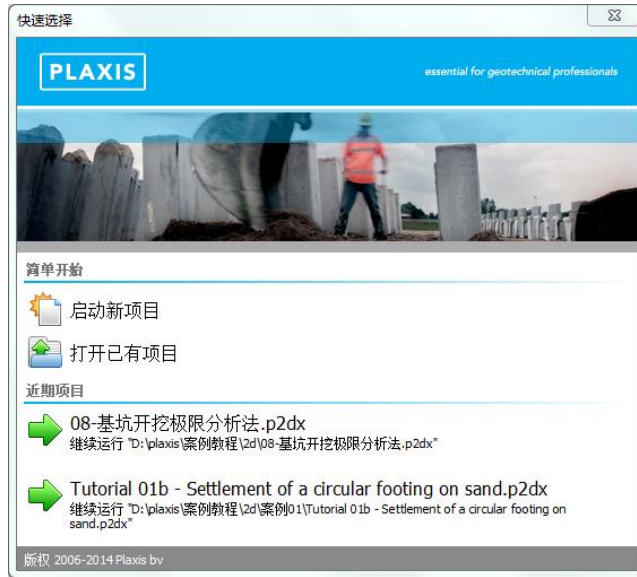 快速选择
PLAXIS
essential for geotechnical professionals
简单开始
启动新项目
打开已有项目
近期项目
08-基坑开挖极限分析法.p2dx
继续运行 "D:\plaxis\案例教程\2d\08-基坑开挖极限分析法.p2dx"
Tutorial 01b - Settlement of a circular footing on sand.p2dx
继续运行 "D:\plaxis\案例教程\2d\案例01\Tutorial 01b - Settlement of a circular footing on
sand.p2dx"
版权 2006-2014 Plaxis bv